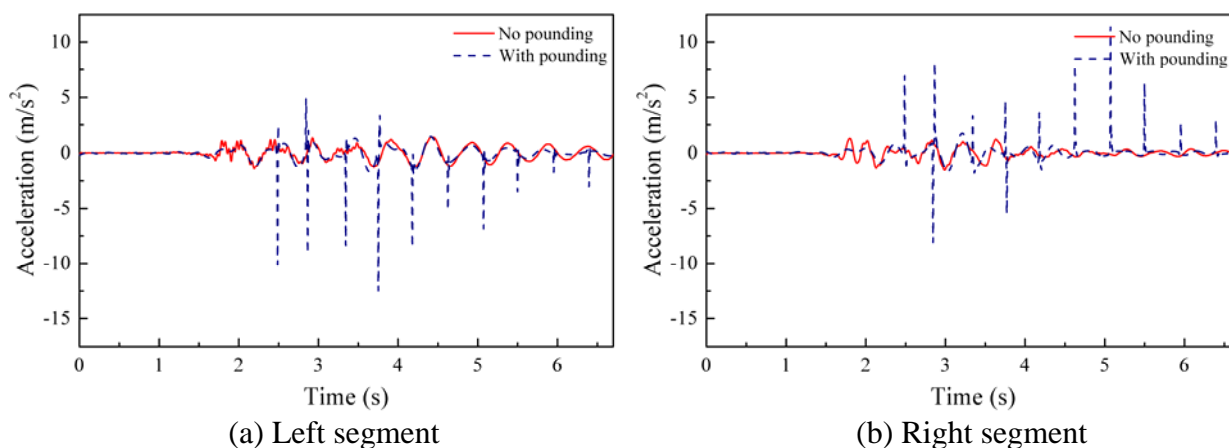 10
5
0
-5
-10
-15
Acceleration (m/s²)
No pounding
With pounding
0 1 2 3 4 5 6
Time (s)
(a) Left segment
10
5
0
-5
-10
-15
Acceleration (m/s²)
No pounding
With pounding
0 1 2 3 4 5 6
Time (s)
(b) Right segment